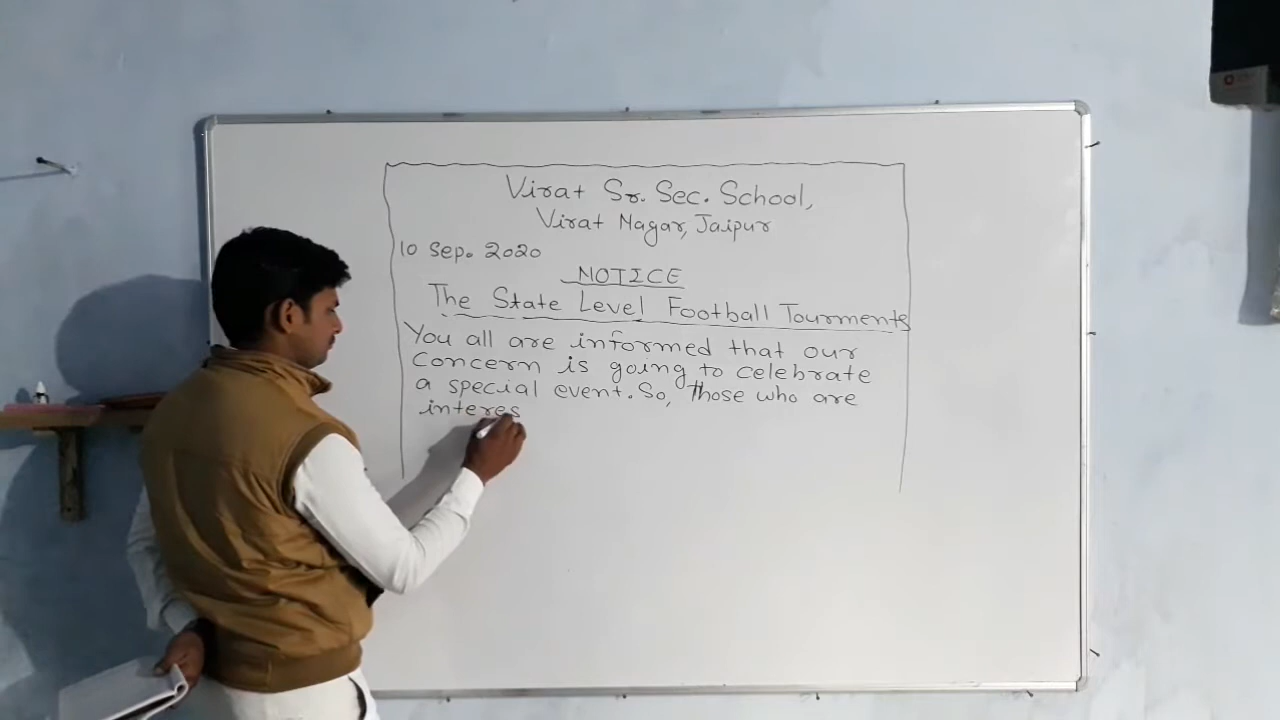 Virat Sr. Sec. School,
Virat Nagar, Jaipur
10 Sep. 2020
NOTICE
The State Level Football Tourments
You all are informed that our
concern is going to celebrate
a special event. So, Those who are
interes